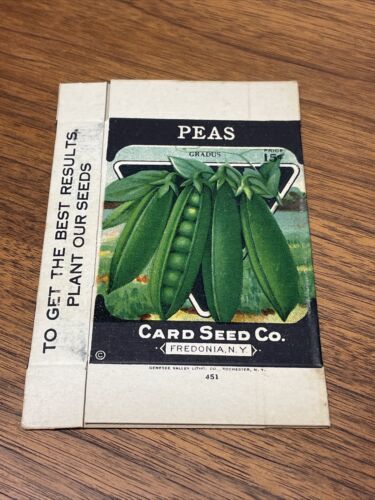 TO GET THE BEST RESULTS,
PLANT OUR SEEDS
PEAS
GRADUS
PRICE
15¢
CARD SEED CO.
FREDONIA, N.Y.
©
GENESEE VALLEY LITHO. CO., ROCHESTER, N. Y.
451